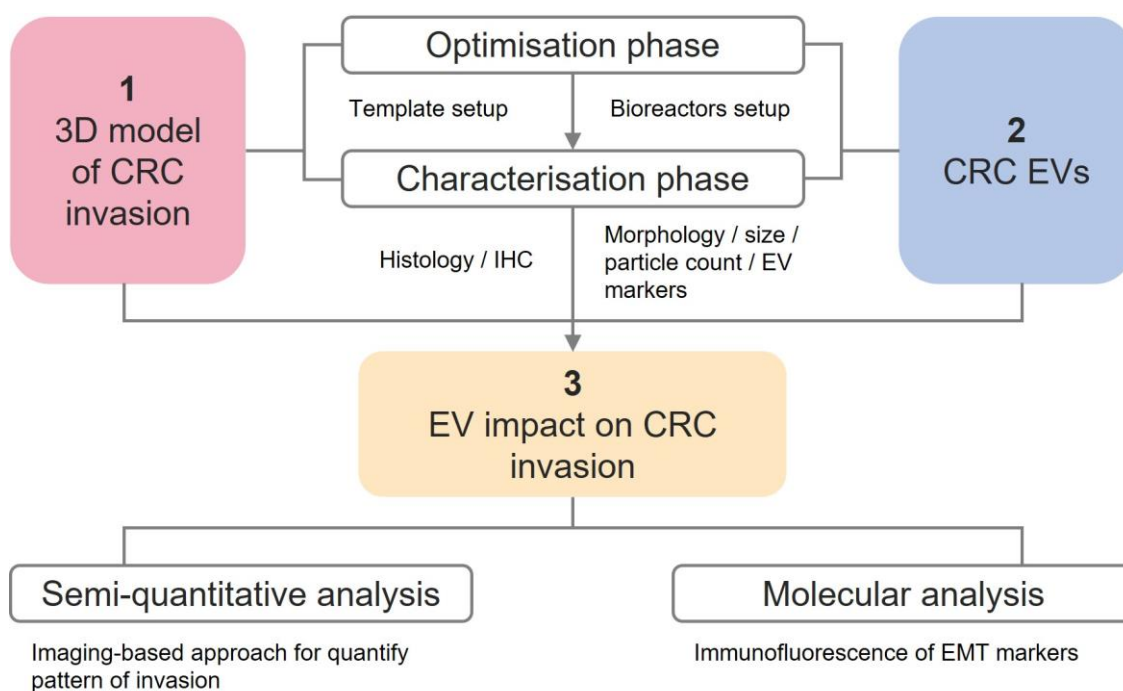 Optimisation phase
1
3D model
of CRC
invasion
Template setup
Bioreactors setup
2
CRC EVs
Characterisation phase
Histology / IHC
Morphology / size /
particle count / EV
markers
3
EV impact on CRC
invasion
Semi-quantitative analysis
Molecular analysis
Imaging-based approach for quantify
pattern of invasion
Immunofluorescence of EMT markers